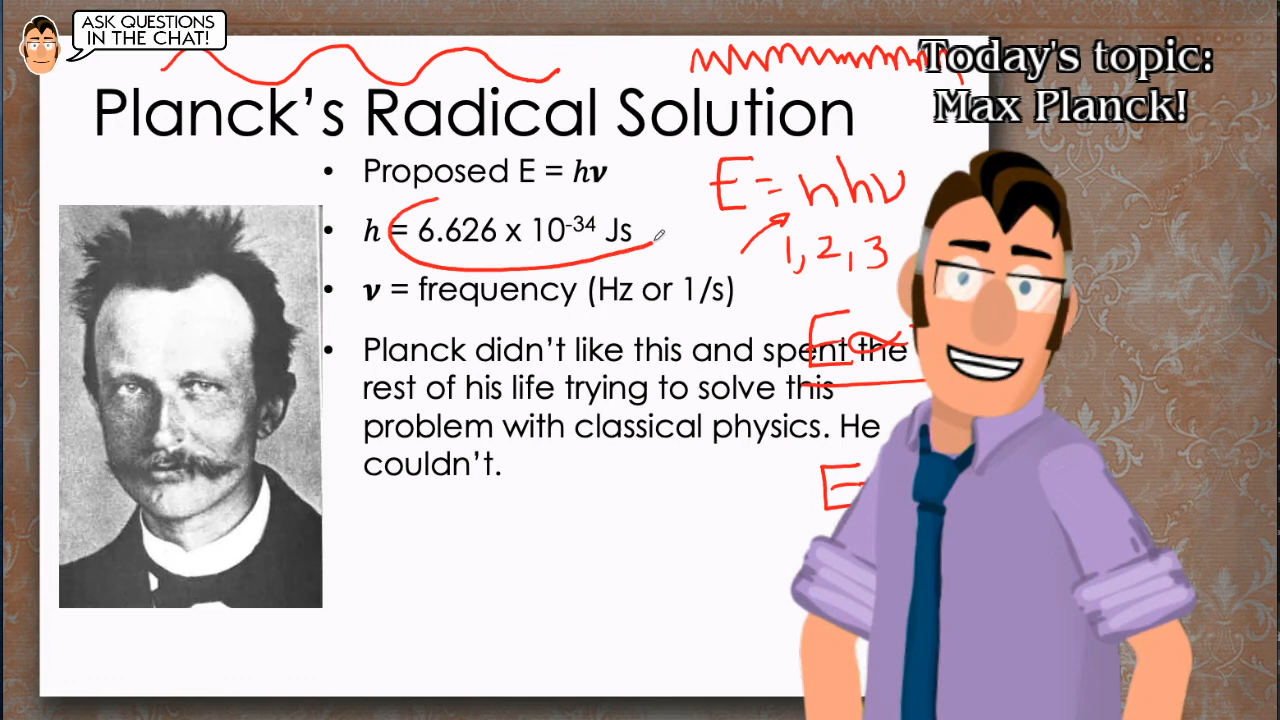 ASK QUESTIONS
IN THE CHAT!
Today's topic:
Max Planck!
Planck’s Radical Solution
• Proposed E = hν
• h = 6.626 x 10⁻³⁴ Js
• ν = frequency (Hz or 1/s)
• Planck didn’t like this and spent the
rest of his life trying to solve this
problem with classical physics. He
couldn’t.
E = nhν
1, 2, 3
E ∝
E